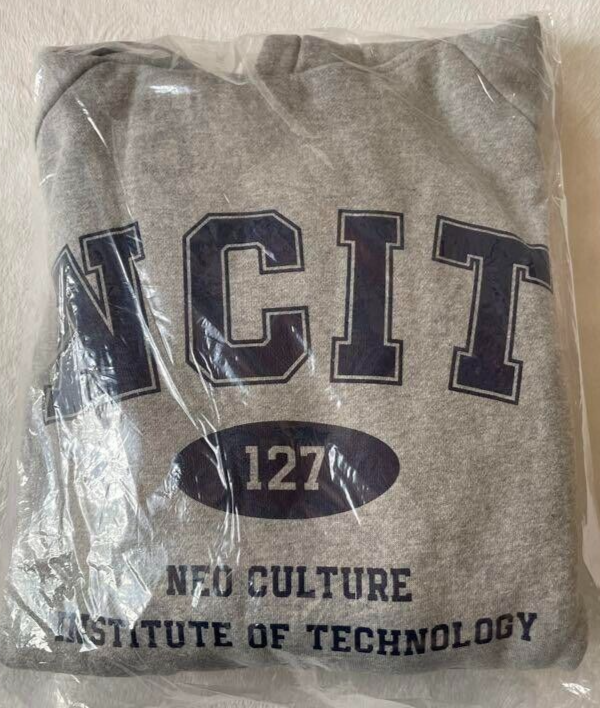 NCIT
127
NEO CULTURE
INSTITUTE OF TECHNOLOGY